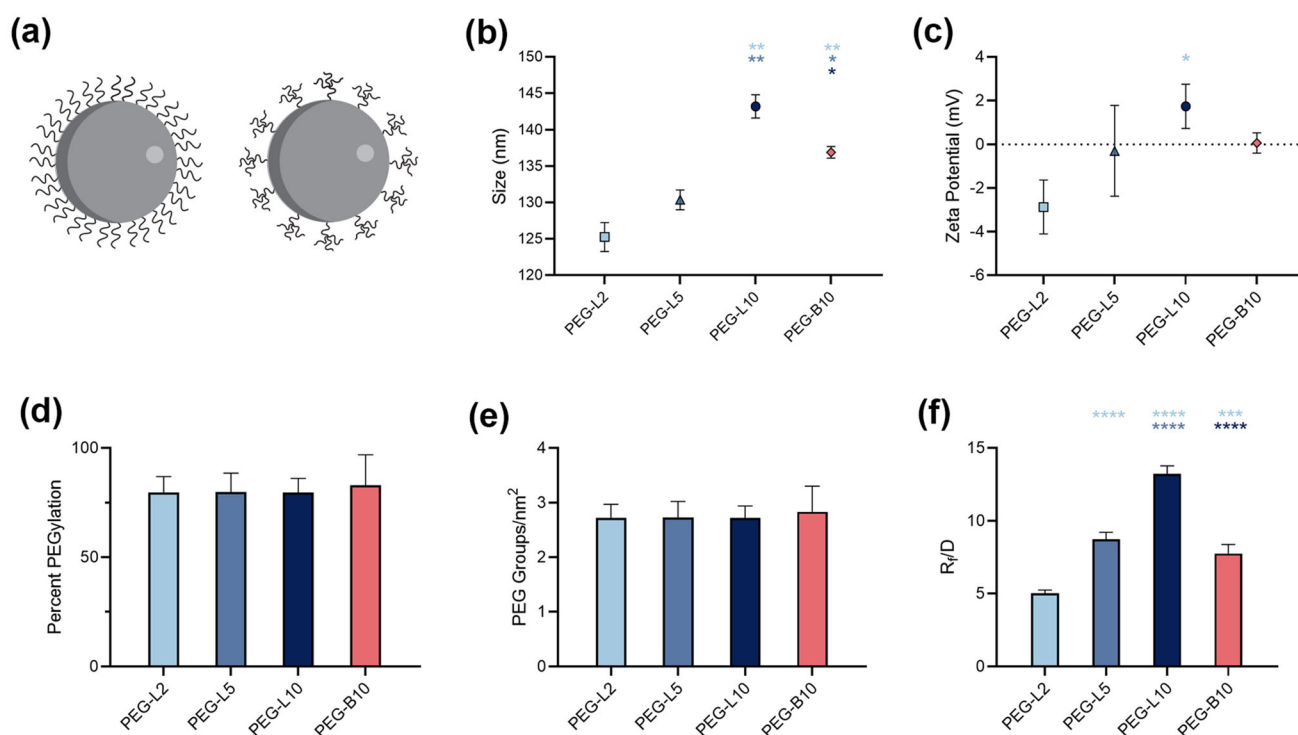 (a)
(b)
** **
** *
*
Size (nm)
150
145
140
135
130
125
120
PEG-L2
PEG-L5
PEG-L10
PEG-B10
(c)
*
Zeta Potential (mV)
4
2
0
-2
-4
-6
PEG-L2
PEG-L5
PEG-L10
PEG-B10
(d)
Percent PEGylation
100
50
0
PEG-L2
PEG-L5
PEG-L10
PEG-B10
(e)
PEG Groups/nm²
4
3
2
1
0
PEG-L2
PEG-L5
PEG-L10
PEG-B10
(f)
**** **** ***
**** ****
Rf/D
15
10
5
0
PEG-L2
PEG-L5
PEG-L10
PEG-B10